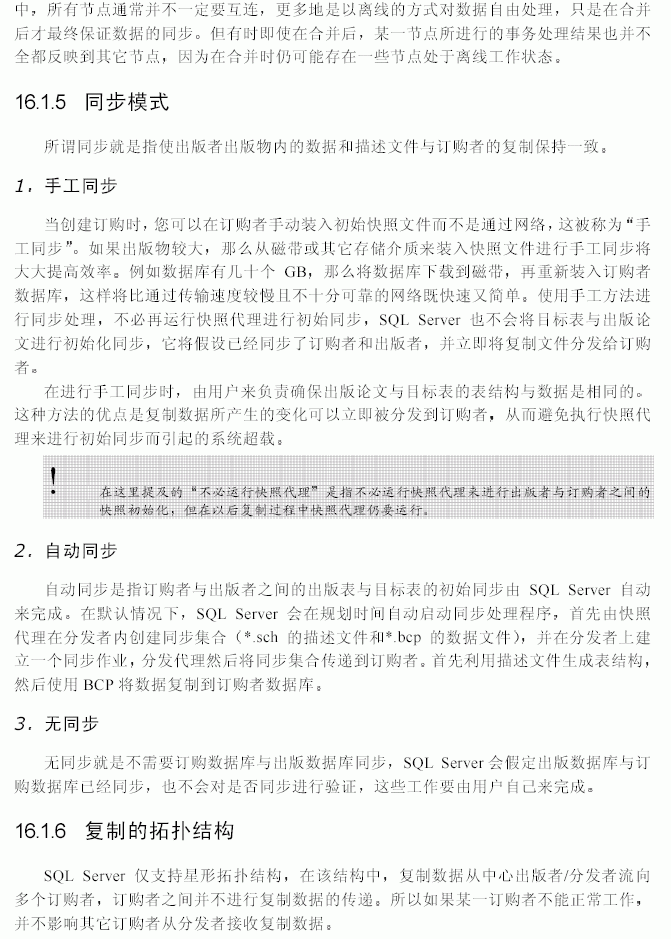 中，所有节点通常并不一定要互连，更多地是以离线的方式对数据自由处理，只是在合并
后才最终保证数据的同步。但有时即使在合并后，某一节点所进行的事务处理结果也并不
全都反映到其它节点，因为在合并时仍可能存在一些节点处于离线工作状态。
16.1.5 同步模式
所谓同步就是指使出版者出版物内的数据和描述文件与订购者的复制保持一致。
1．手工同步
当创建订购时，您可以在订购者手动装入初始快照文件而不是通过网络，这被称为“手
工同步”。如果出版物较大，那么从磁带或其它存储介质来装入快照文件进行手工同步将
大大提高效率。例如数据库有几十个 GB，那么将数据库下载到磁带，再重新装入订购者
数据库，这样将比通过传输速度较慢且不十分可靠的网络既快速又简单。使用手工方法进
行同步处理，不必再运行快照代理进行初始同步，SQL Server 也不会将目标表与出版论
文进行初始化同步，它将假设已经同步了订购者和出版者，并立即将复制文件分发给订购
者。
在进行手工同步时，由用户来负责确保出版论文与目标表的表结构与数据是相同的。
这种方法的优点是复制数据所产生的变化可以立即被分发到订购者，从而避免执行快照代
理来进行初始同步而引起的系统超载。
!
在这里提及的“不必运行快照代理”是指不必运行快照代理来进行出版者与订购者之间的
快照初始化，但在以后复制过程中快照代理仍要运行。
2．自动同步
自动同步是指订购者与出版者之间的出版表与目标表的初始同步由 SQL Server 自动
来完成。在默认情况下，SQL Server 会在规划时间自动启动同步处理程序，首先由快照
代理在分发者内创建同步集合（*.sch 的描述文件和*.bcp 的数据文件），并在分发者上建
立一个同步作业，分发代理然后将同步集合传递到订购者。首先利用描述文件生成表结构，
然后使用 BCP 将数据复制到订购者数据库。
3．无同步
无同步就是不需要订购数据库与出版数据库同步，SQL Server 会假定出版数据库与订
购数据库已经同步，也不会对是否同步进行验证，这些工作要由用户自己来完成。
16.1.6 复制的拓扑结构
SQL Server 仅支持星形拓扑结构，在该结构中，复制数据从中心出版者/分发者流向
多个订购者，订购者之间并不进行复制数据的传递。所以如果某一订购者不能正常工作，
并不影响其它订购者从分发者接收复制数据。